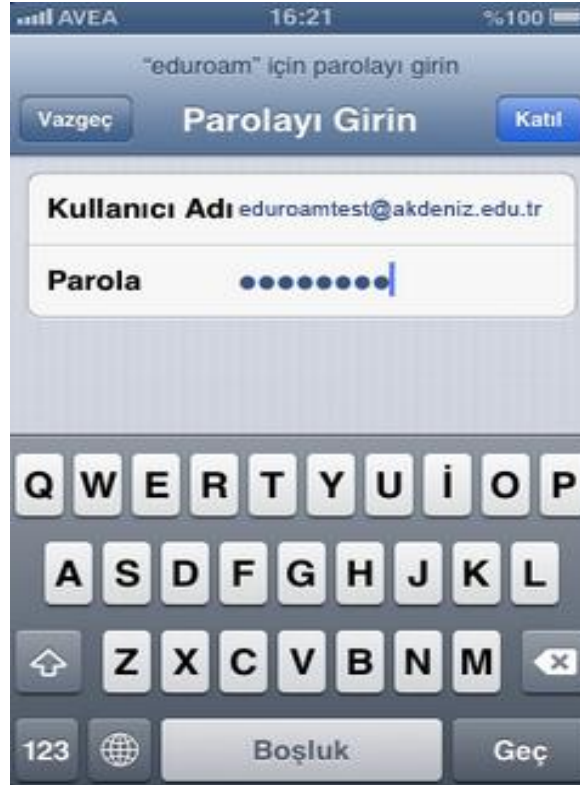 AVEA 16:21 %100
“eduroam” için parolayı girin
Vazgeç Parolayı Girin Katıl
Kullanıcı Adı eduroamtest@akdeniz.edu.tr
Parola ●●●●●●●●
Q W E R T Y U İ O P
A S D F G H J K L
Z X C V B N M
123 Boşluk Geç